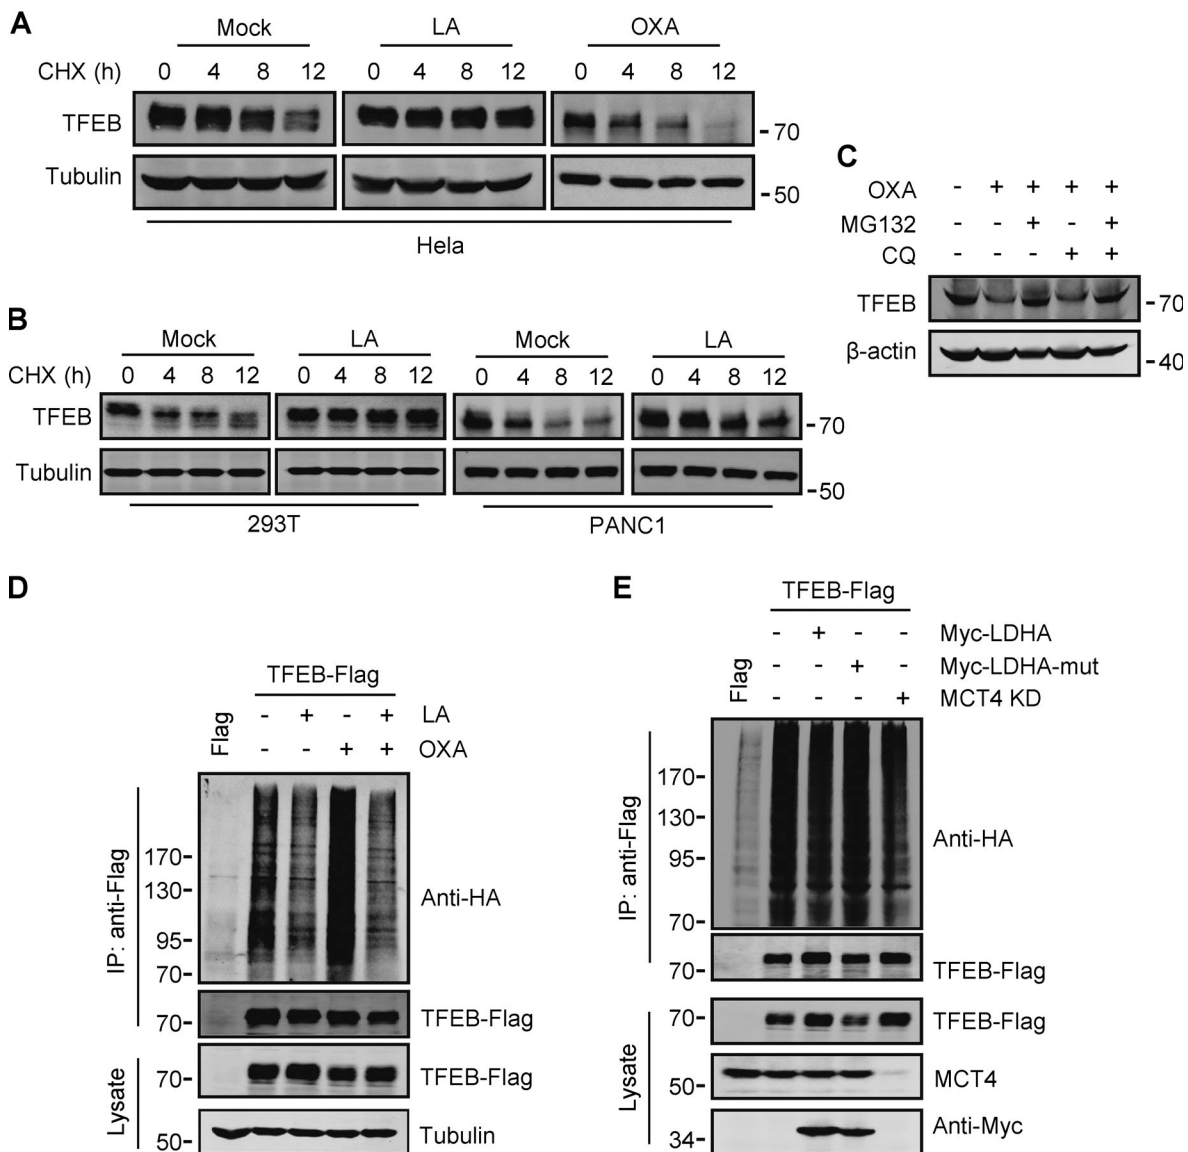 A
Mock LA OXA
CHX (h) 0 4 8 12 0 4 8 12 0 4 8 12
TFEB
-70
Tubulin
-50
Hela
B
Mock LA Mock LA
CHX (h) 0 4 8 12 0 4 8 12 0 4 8 12 0 4 8 12
TFEB
-70
Tubulin
-50
293T PANC1
C
OXA - + + + +
MG132 - - + - +
CQ - - - + +
TFEB
-70
β-actin
-40
D
TFEB-Flag
Flag
- + - + LA
- - + + OXA
IP: anti-Flag
170-
130-
95-
70-
Anti-HA
70-
TFEB-Flag
Lysate
70-
TFEB-Flag
50-
Tubulin
E
TFEB-Flag
Flag
- + - - Myc-LDHA
- - + - Myc-LDHA-mut
- - - + MCT4 KD
IP: anti-Flag
170-
130-
95-
70-
Anti-HA
70-
TFEB-Flag
Lysate
70-
TFEB-Flag
50-
MCT4
34-
Anti-Myc